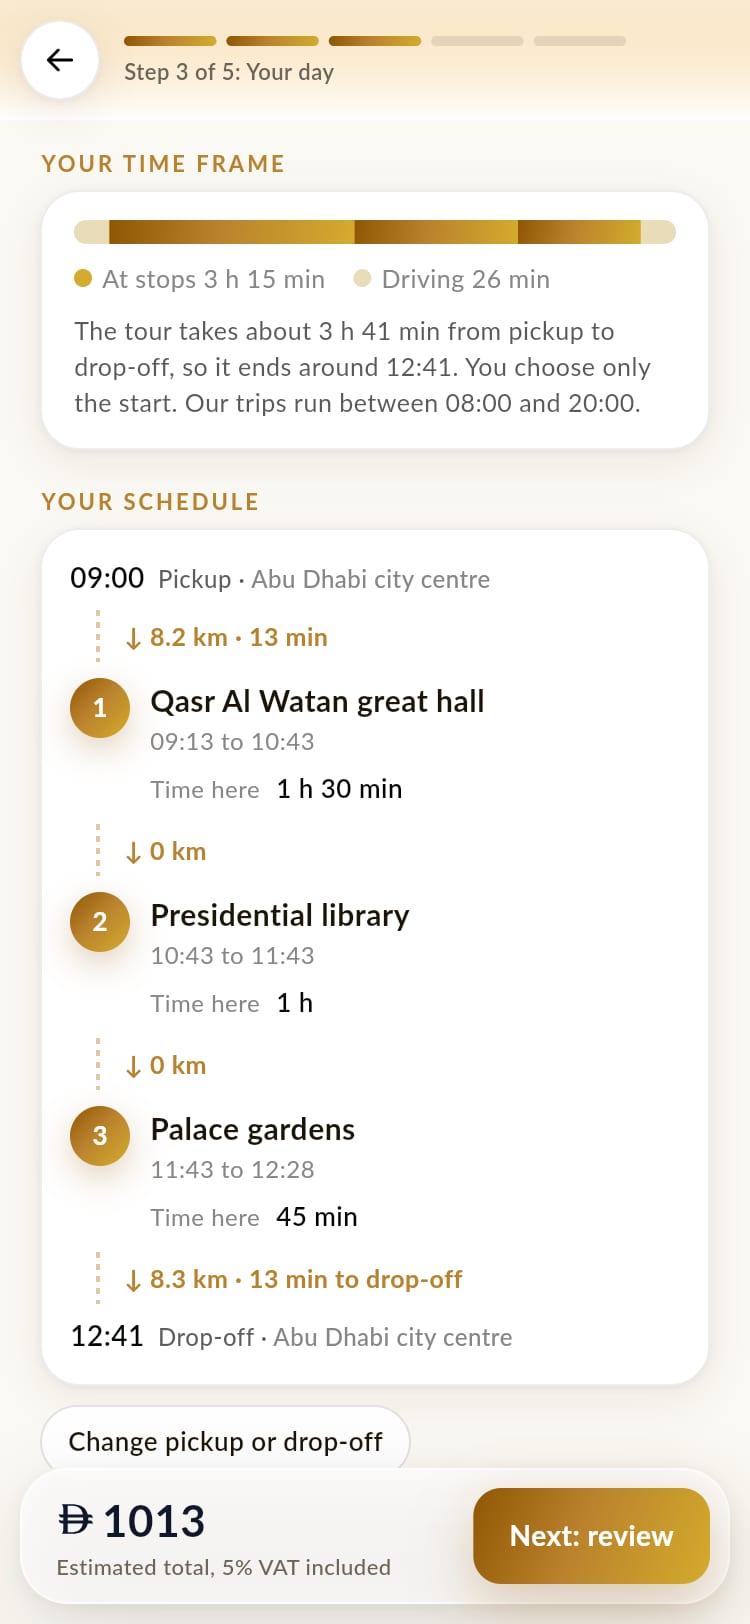 Step 3 of 5: Your day
YOUR TIME FRAME
At stops 3 h 15 min Driving 26 min
The tour takes about 3 h 41 min from pickup to
drop-off, so it ends around 12:41. You choose only
the start. Our trips run between 08:00 and 20:00.
YOUR SCHEDULE
09:00 Pickup · Abu Dhabi city centre
↓ 8.2 km · 13 min
1 Qasr Al Watan great hall
09:13 to 10:43
Time here 1 h 30 min
↓ 0 km
2 Presidential library
10:43 to 11:43
Time here 1 h
↓ 0 km
3 Palace gardens
11:43 to 12:28
Time here 45 min
↓ 8.3 km · 13 min to drop-off
12:41 Drop-off · Abu Dhabi city centre
Change pickup or drop-off
1013
Estimated total, 5% VAT included
Next: review